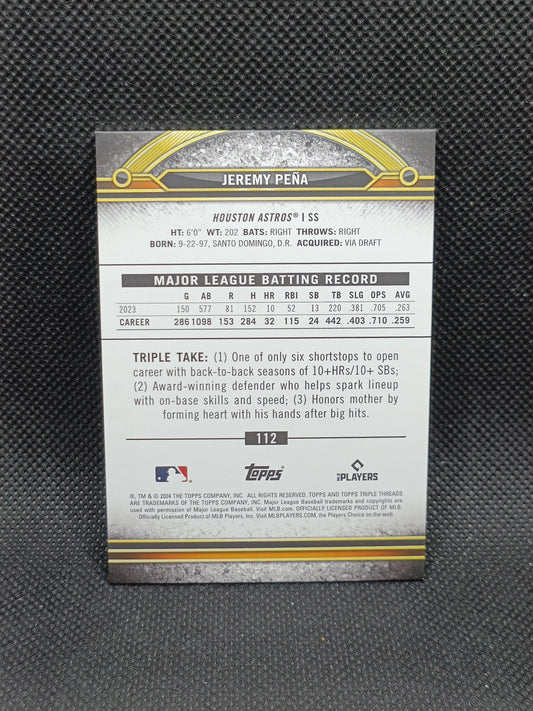 JEREMY PEÑA
HOUSTON ASTROS® | SS
HT: 6'0" WT: 202 BATS: RIGHT THROWS: RIGHT
BORN: 9-22-97, SANTO DOMINGO, D.R. ACQUIRED: VIA DRAFT
MAJOR LEAGUE BATTING RECORD
G AB R H HR RBI SB TB SLG OPS AVG
2023 150 577 81 152 10 52 13 220 .381 .705 .263
CAREER 286 1098 153 284 32 115 24 442 .403 .710 .259
TRIPLE TAKE: (1) One of only six shortstops to open
career with back-to-back seasons of 10+HRs/10+ SBs;
(2) Award-winning defender who helps spark lineup
with on-base skills and speed; (3) Honors mother by
forming heart with his hands after big hits.
112
Topps
PLAYERS
®, TM & © 2024 THE TOPPS COMPANY, INC. ALL RIGHTS RESERVED. TOPPS AND TOPPS TRIPLE THREADS
ARE TRADEMARKS OF THE TOPPS COMPANY, INC. Major League Baseball trademarks and copyrights are
used with permission of Major League Baseball. Visit MLB.com. OFFICIALLY LICENSED PRODUCT OF MLB
Officially Licensed Product of MLB Players, Inc. Visit MLBPLAYERS.COM, the Players Choice on the web.